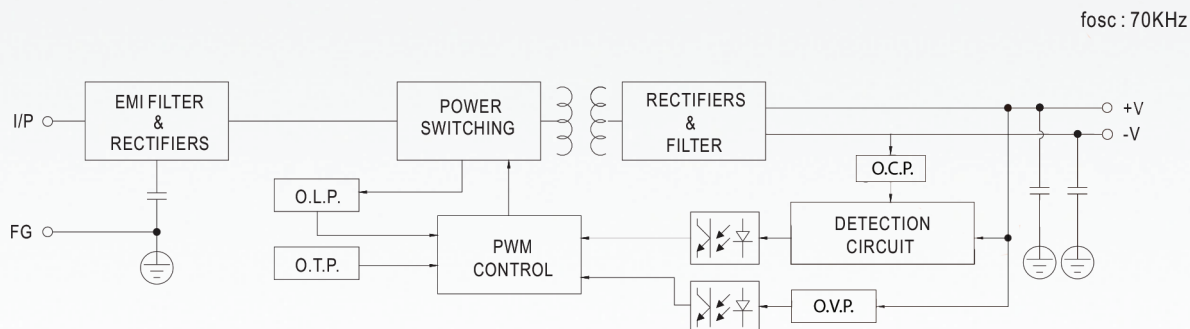 fosc : 70KHz
I/P
EMI FILTER
&
RECTIFIERS
POWER
SWITCHING
RECTIFIERS
&
FILTER
+V
-V
O.C.P.
O.L.P.
FG
PWM
CONTROL
DETECTION
CIRCUIT
O.T.P.
O.V.P.